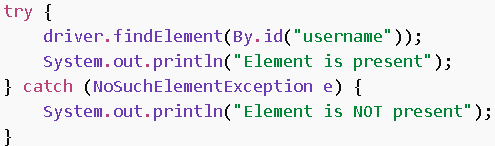 try {
    driver.findElement(By.id("username"));
    System.out.println("Element is present");
} catch (NoSuchElementException e) {
    System.out.println("Element is NOT present");
}